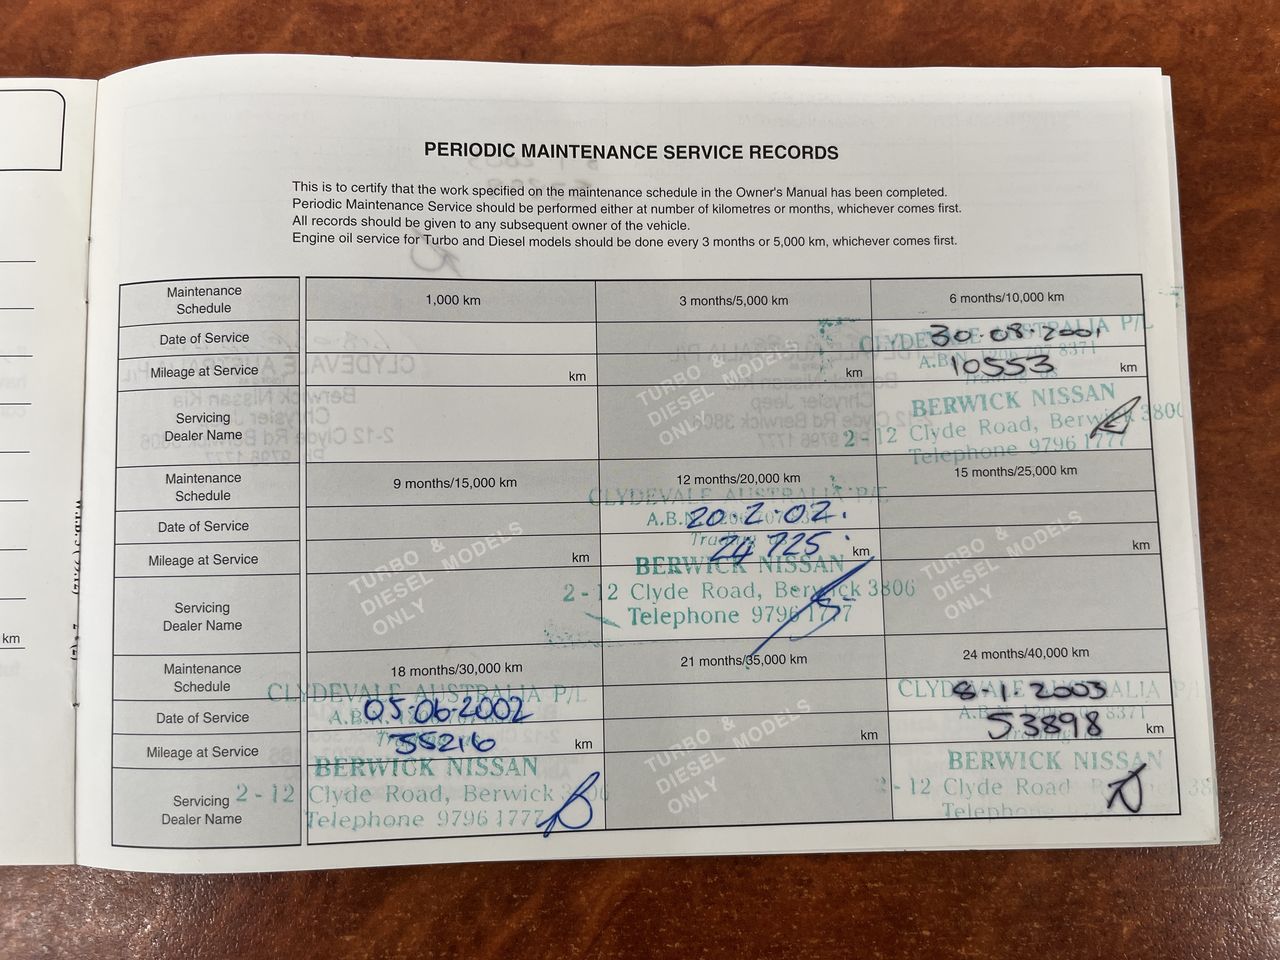 PERIODIC MAINTENANCE SERVICE RECORDS
This is to certify that the work specified on the maintenance schedule in the Owner's Manual has been completed.
Periodic Maintenance Service should be performed either at number of kilometres or months, whichever comes first.
All records should be given to any subsequent owner of the vehicle.
Engine oil service for Turbo and Diesel models should be done every 3 months or 5,000 km, whichever comes first.
Maintenance Schedule 1,000 km 3 months/5,000 km 6 months/10,000 km
CLYDEVALE AUSTRALIA P/L
Date of Service 30-08-2001
A.B.N. 8371
Mileage at Service km km 10553 km
Trading as
Servicing Dealer Name TURBO & DIESEL MODELS ONLY BERWICK NISSAN
2-12 Clyde Road, Berwick 3806
Telephone 9796 1777
Maintenance Schedule 9 months/15,000 km 12 months/20,000 km 15 months/25,000 km
CLYDEVALE AUSTRALIA P/L
Date of Service A.B.N. 20.2.02.
Trading
Mileage at Service km 24725 km km
Servicing Dealer Name TURBO & DIESEL MODELS ONLY BERWICK NISSAN TURBO & DIESEL MODELS ONLY
2-12 Clyde Road, Berwick 3806
Telephone 9796 1777
Maintenance Schedule 18 months/30,000 km 21 months/35,000 km 24 months/40,000 km
CLYDEVALE AUSTRALIA P/L CLYDEVALE AUSTRALIA P/L
Date of Service 05-06-2002 8-1-2003
A.B.N. A.B.N. 8371
Mileage at Service km km 53898 km
Trading
Servicing Dealer Name BERWICK NISSAN TURBO & DIESEL MODELS ONLY BERWICK NISSAN
2-12 Clyde Road, Berwick 2-12 Clyde Road
Telephone 9796 1777 Telephone
km